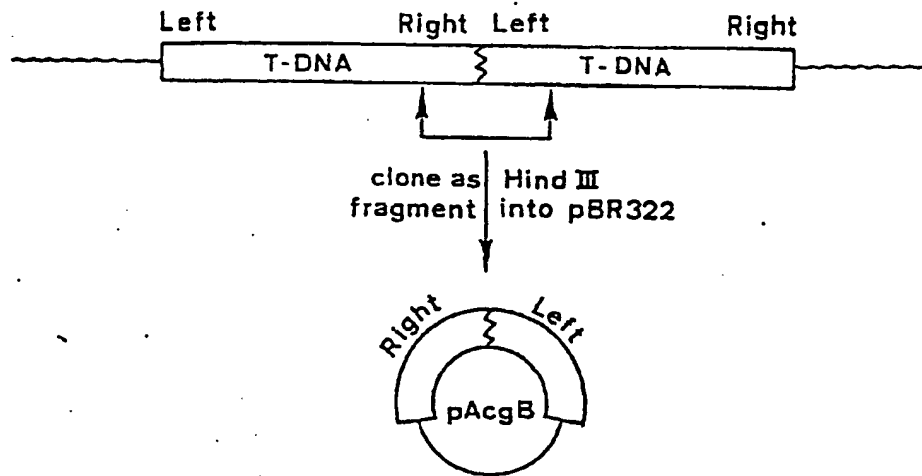 Left Right Left Right
T-DNA T-DNA
clone as Hind III
fragment into pBR322
Right Left
pAcgB